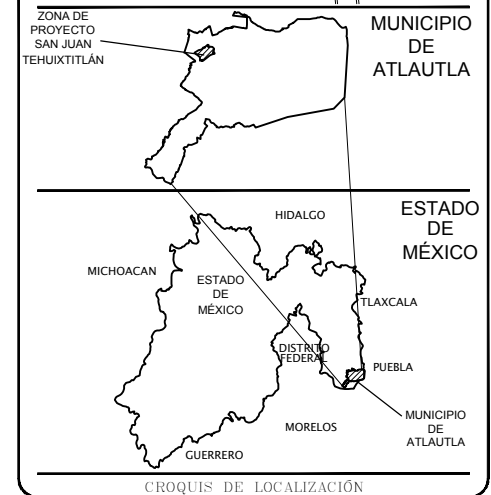 ZONA DE
PROYECTO
SAN JUAN
TEHUIXTITLÁN
MUNICIPIO
DE
ATLAUTLA
ESTADO
DE
MÉXICO
HIDALGO
MICHOACAN
ESTADO
DE
MÉXICO
TLAXCALA
DISTRITO
FEDERAL
PUEBLA
MORELOS
MUNICIPIO
DE
ATLAUTLA
GUERRERO
CROQUIS DE LOCALIZACIÓN